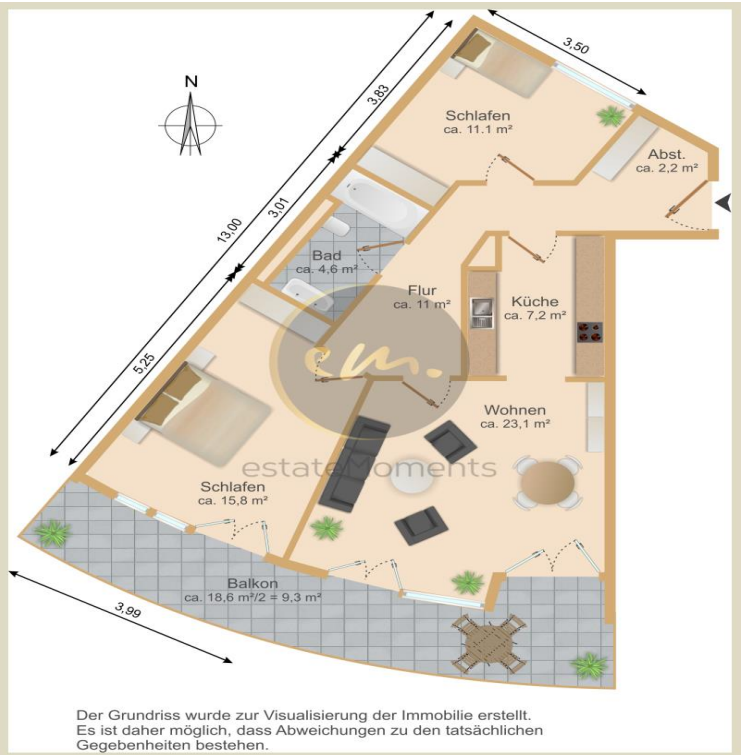 3,50
N
3,83
Schlafen
ca. 11.1 m²
Abst.
ca. 2,2 m²
13,00
3,01
Bad
ca. 4,6 m²
Flur
ca. 11 m²
Küche
ca. 7,2 m²
em.
5,25
Wohnen
ca. 23,1 m²
estateMoments
Schlafen
ca. 15,8 m²
Balkon
ca. 18,6 m²/2 = 9,3 m²
3,99
Der Grundriss wurde zur Visualisierung der Immobilie erstellt.
Es ist daher möglich, dass Abweichungen zu den tatsächlichen
Gegebenheiten bestehen.